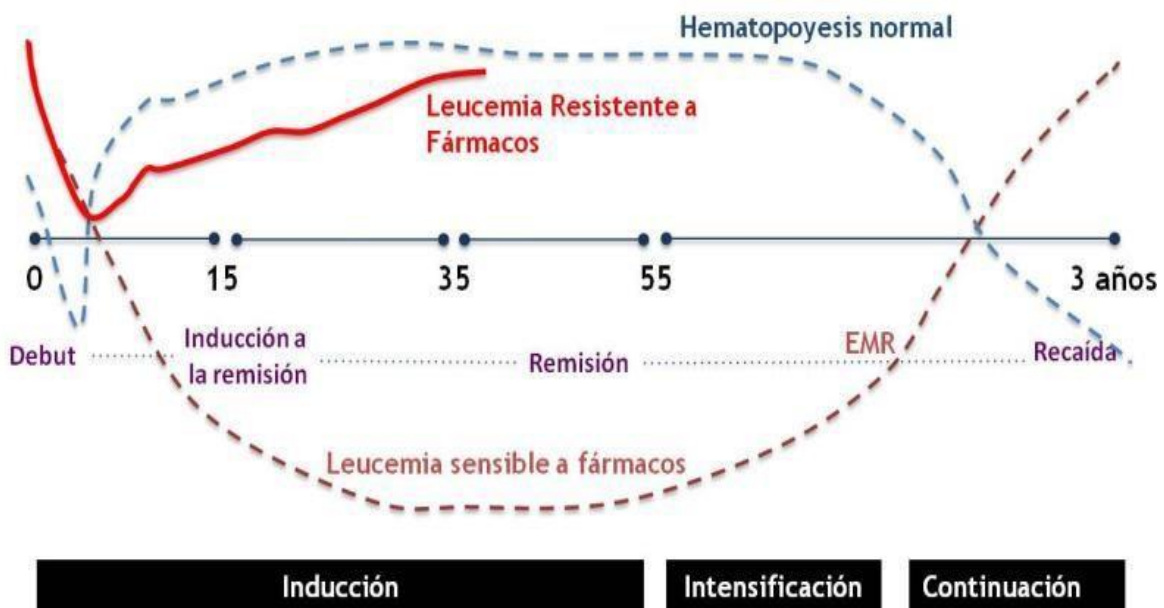 Hematopoyesis normal
Leucemia Resistente a
Fármacos
0
15
35
55
3 años
Debut
Inducción a
la remisión
Remisión
EMR
Recaída
Leucemia sensible a fármacos
Inducción
Intensificación
Continuación